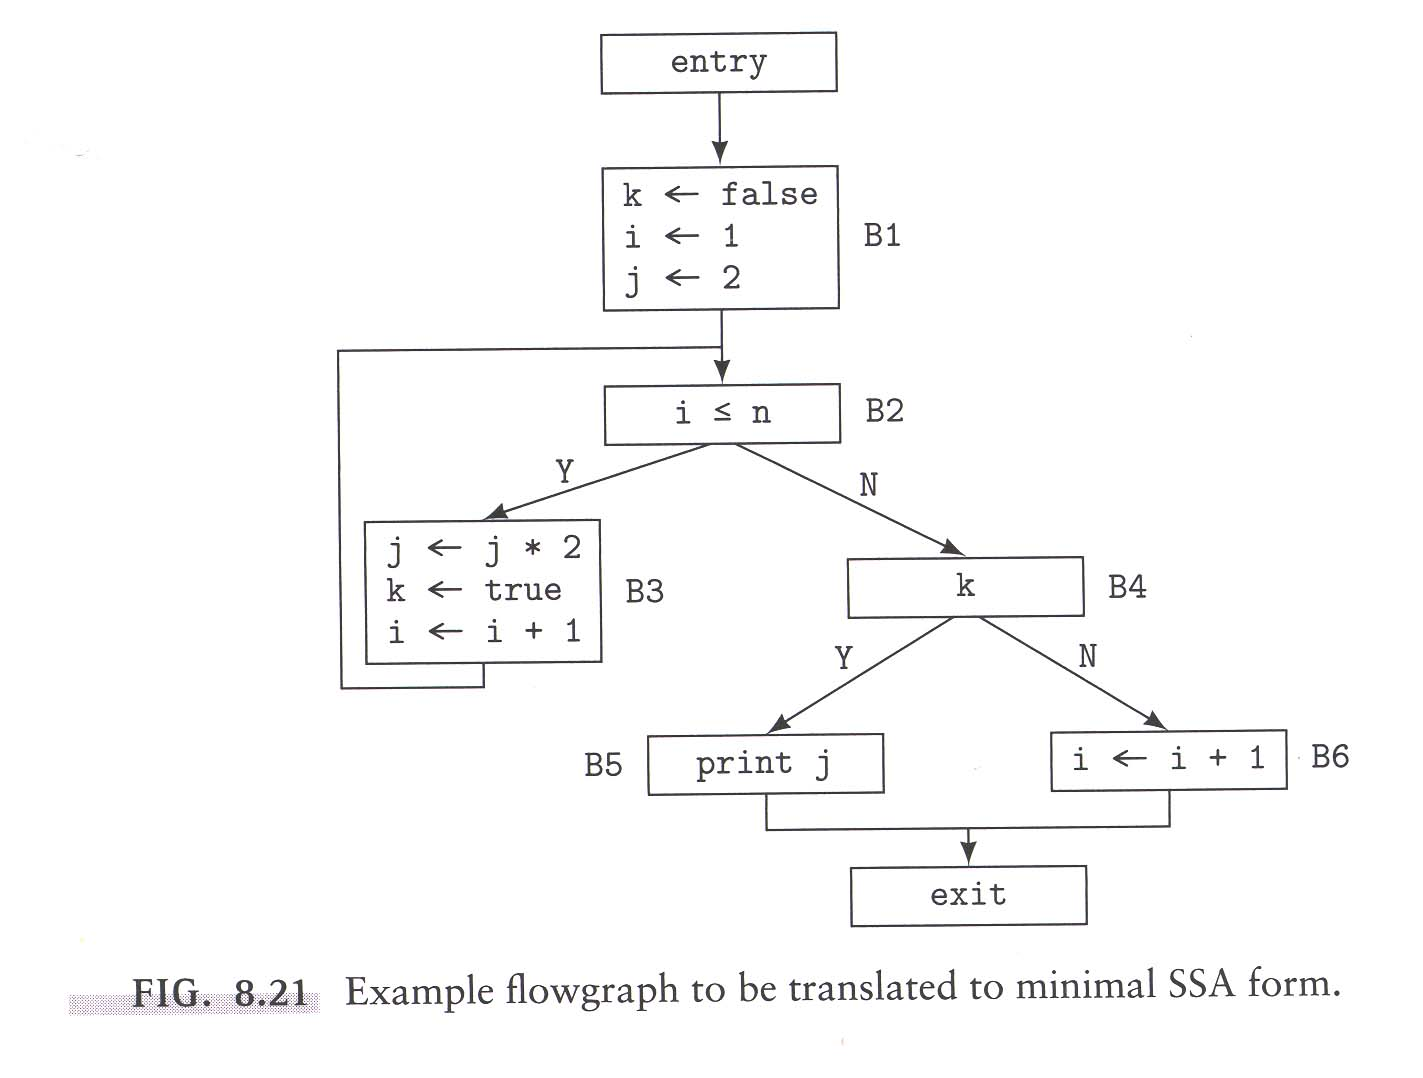 entry
k ← false
i ← 1
j ← 2
B1
i ≤ n
B2
Y
N
j ← j * 2
k ← true
i ← i + 1
B3
k
B4
Y
N
B5
print j
i ← i + 1
B6
exit
FIG. 8.21 Example flowgraph to be translated to minimal SSA form.